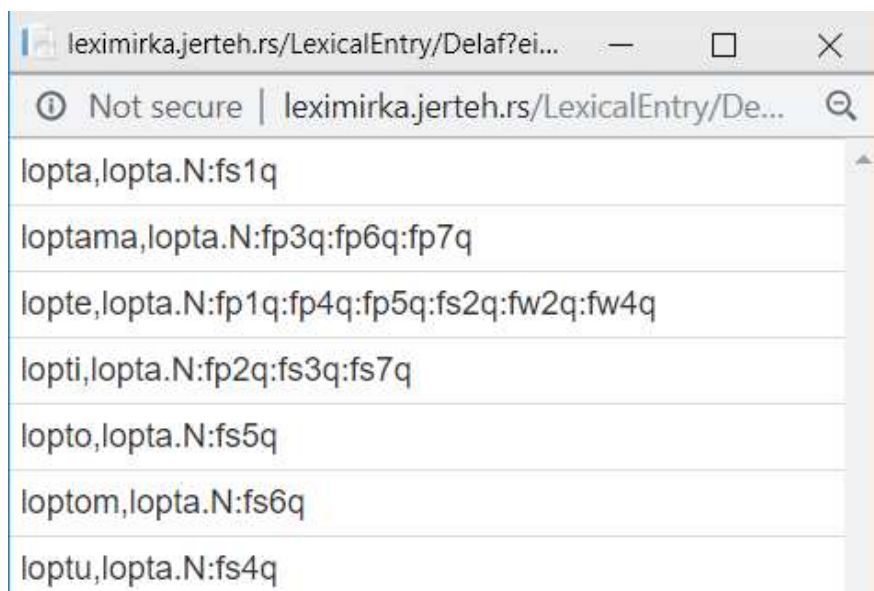 leximirka.jerteh.rs/LexicalEntry/Delaf?ei...
Not secure | leximirka.jerteh.rs/LexicalEntry/De...
lopta,lopta.N:fs1q
loptama,lopta.N:fp3q:fp6q:fp7q
lopte,lopta.N:fp1q:fp4q:fp5q:fs2q:fw2q:fw4q
lopti,lopta.N:fp2q:fs3q:fs7q
lopto,lopta.N:fs5q
loptom,lopta.N:fs6q
loptu,lopta.N:fs4q